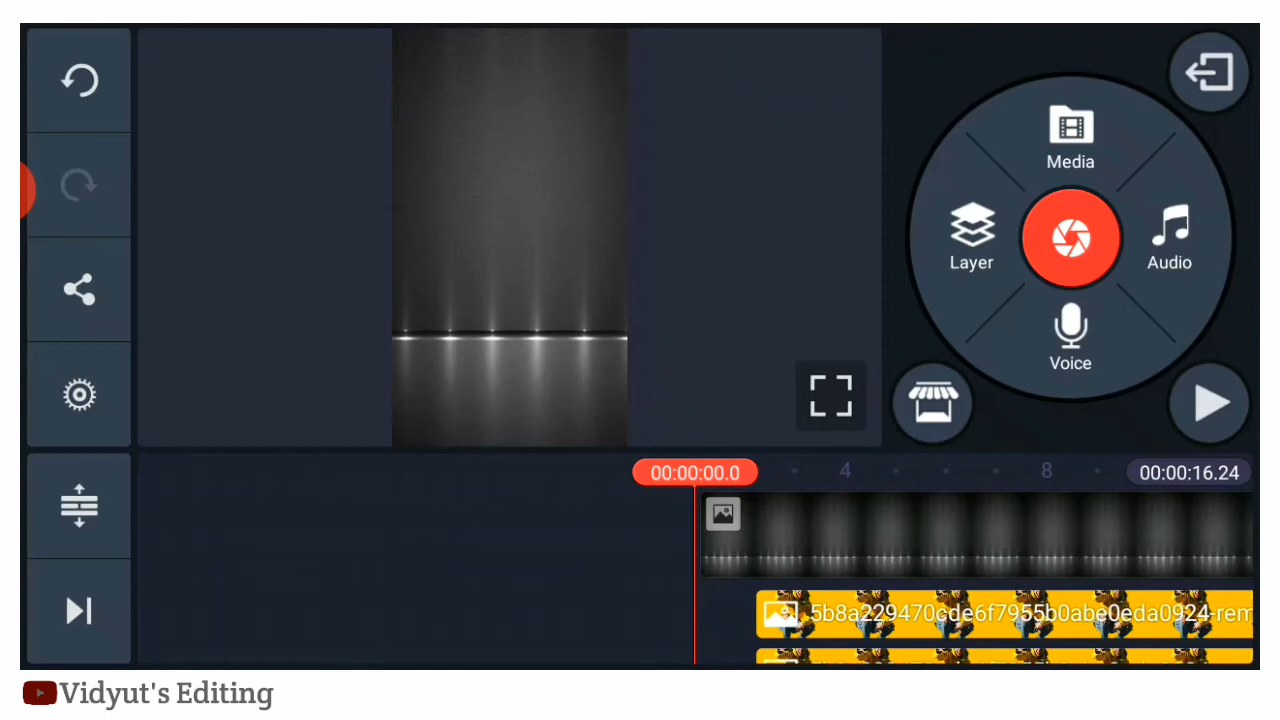 Media
Layer
Audio
Voice
00:00:00.0
4
8
00:00:16.24
5b8a229470cde6f7955b0abe0eda0924-rem
Vidyut's Editing